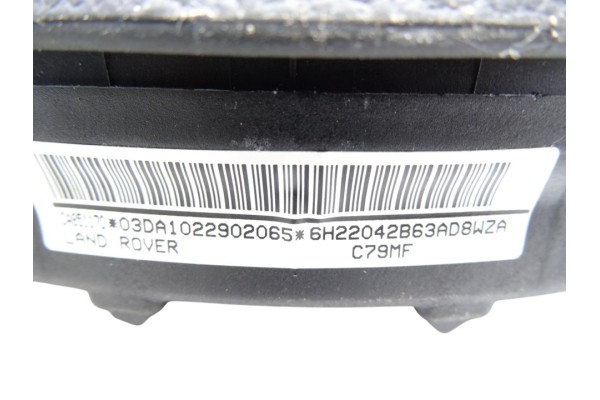 *03DA1022902065*6H22042B63AD8WZA
LAND ROVER C79MF